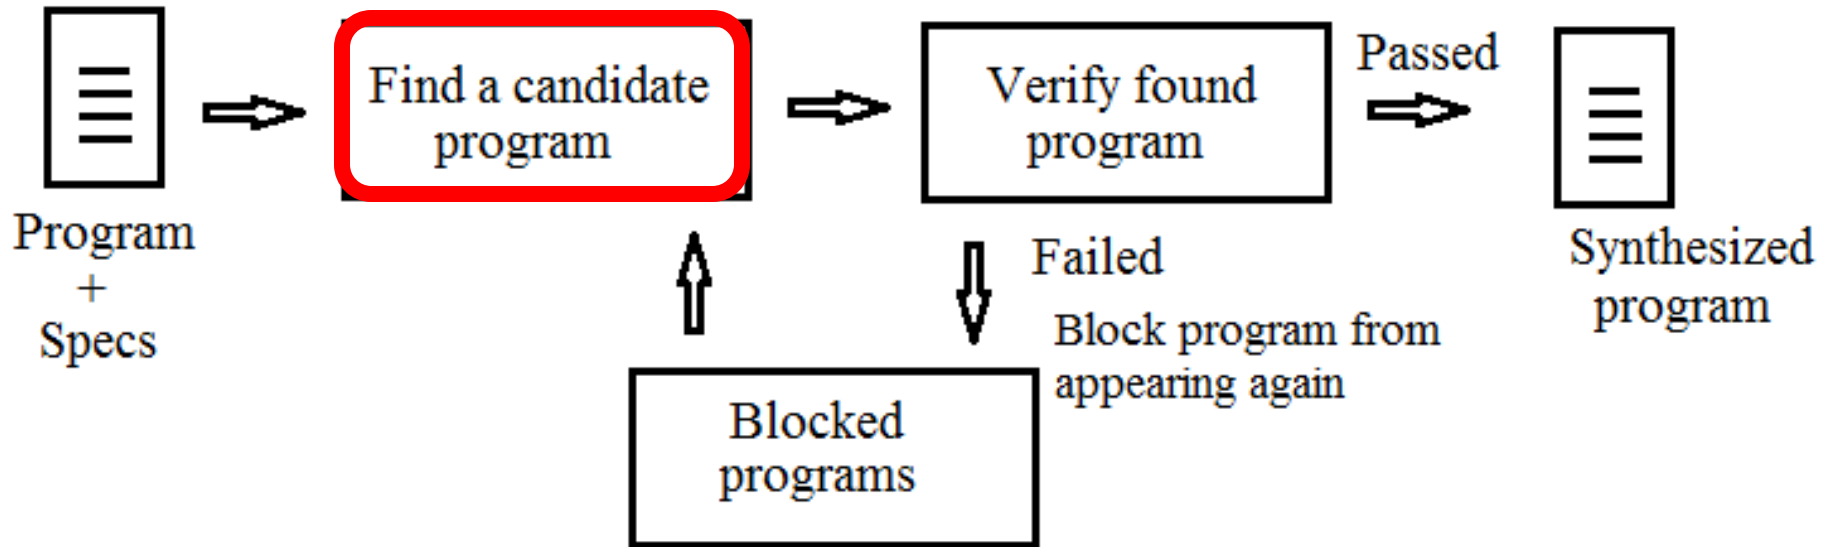 Program
+
Specs
Find a candidate
program
Verify found
program
Passed
Synthesized
program
Failed
Block program from
appearing again
Blocked
programs